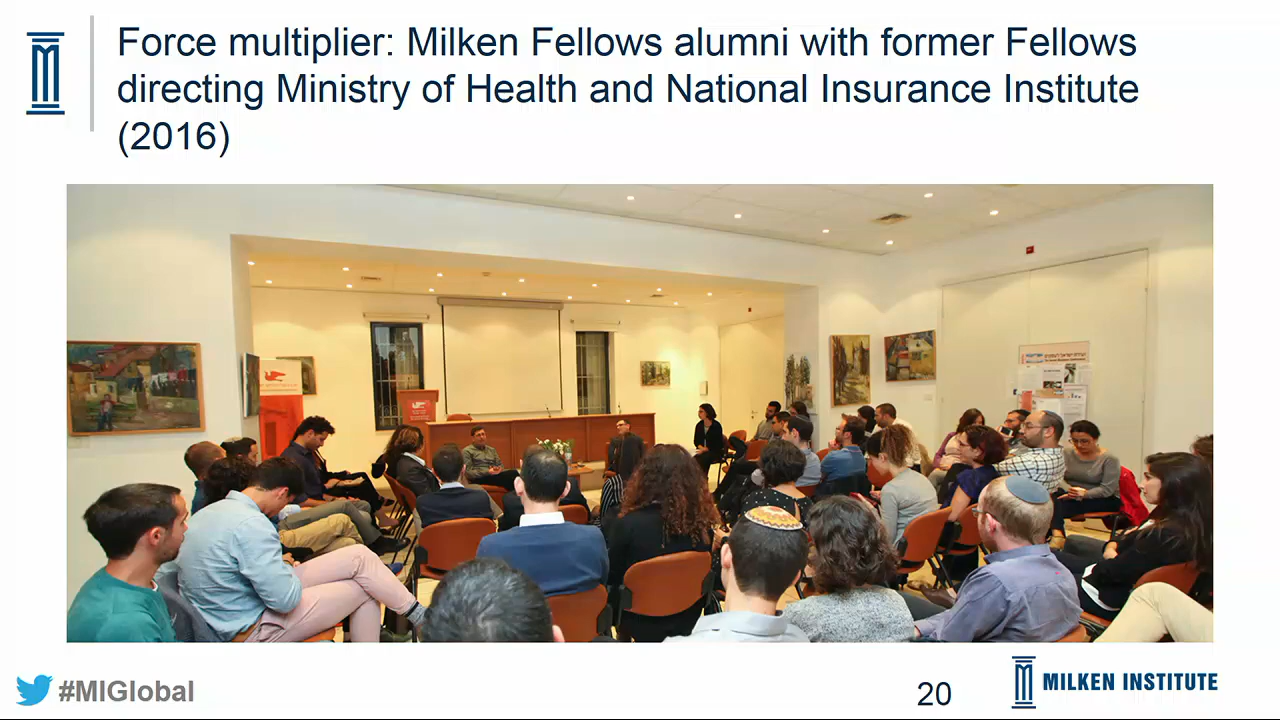 Force multiplier: Milken Fellows alumni with former Fellows
directing Ministry of Health and National Insurance Institute
(2016)
#MIGlobal
20
MILKEN INSTITUTE